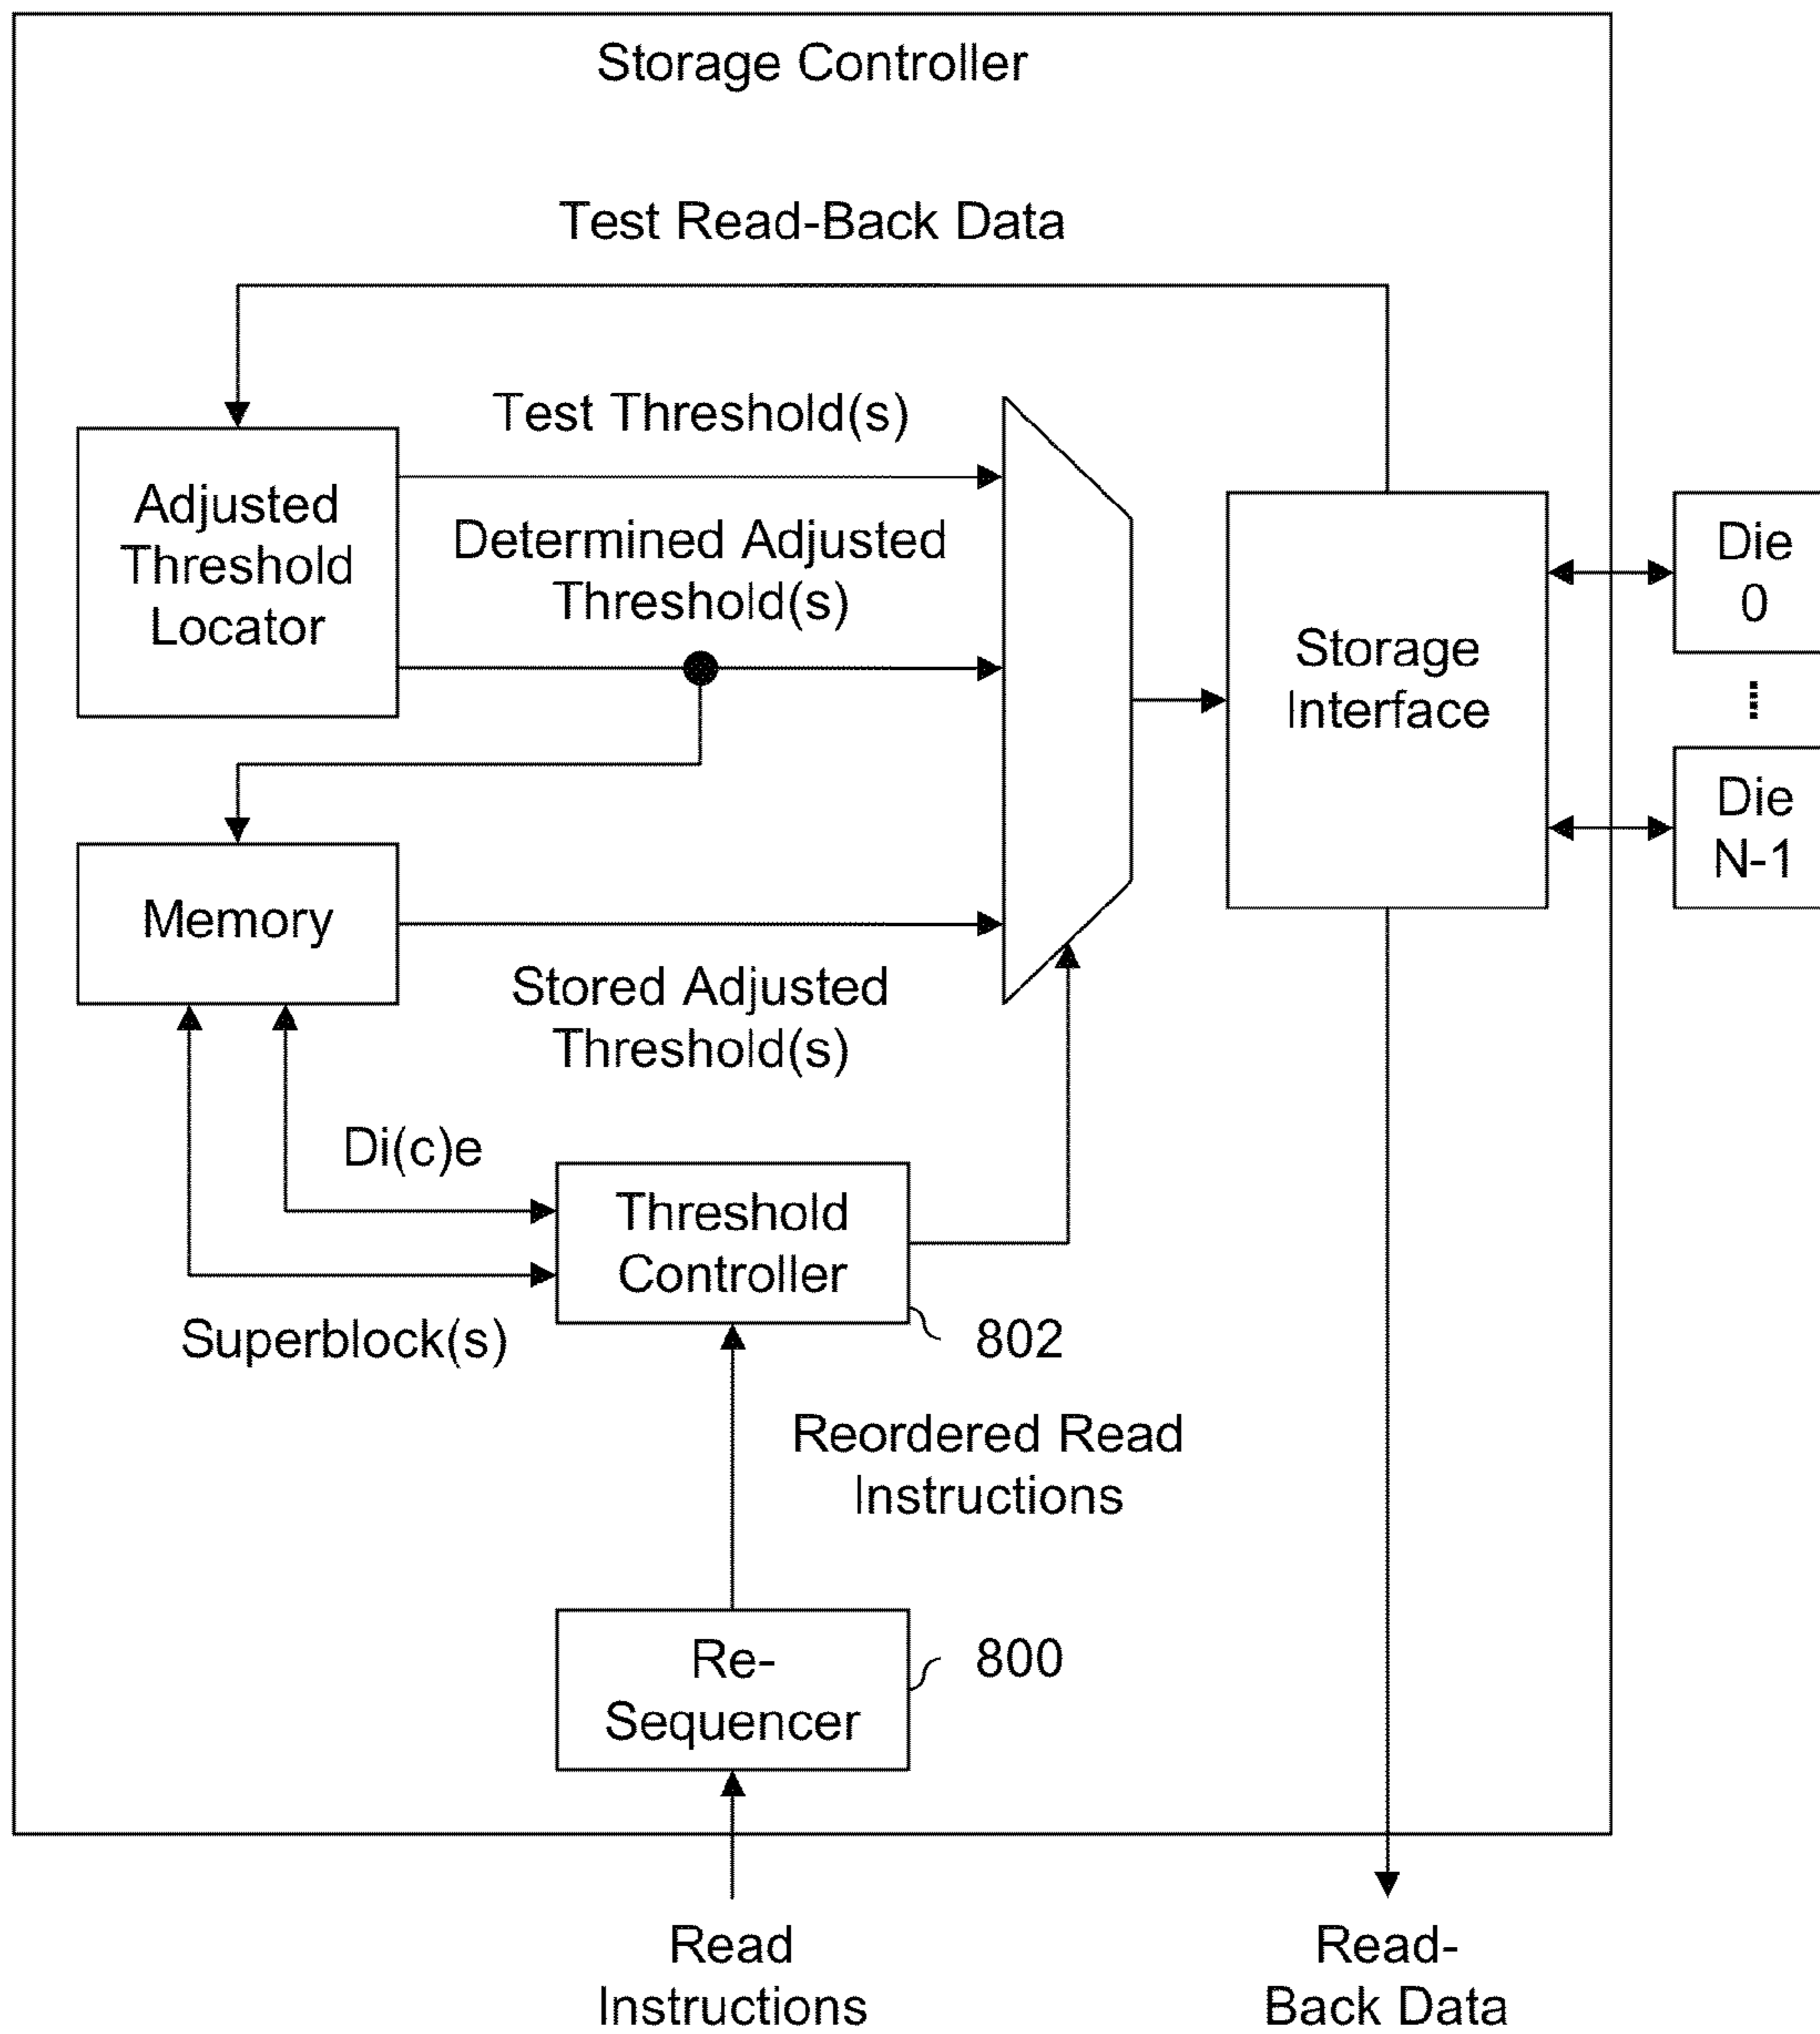 Storage Controller
Test Read-Back Data
Test Threshold(s)
Adjusted
Threshold
Locator
Determined Adjusted
Threshold(s)
Storage
Interface
Die
0
Die
N-1
Memory
Stored Adjusted
Threshold(s)
Di(c)e
Threshold
Controller
Superblock(s)
802
Reordered Read
Instructions
Re-
Sequencer
800
Read
Instructions
Read-
Back Data